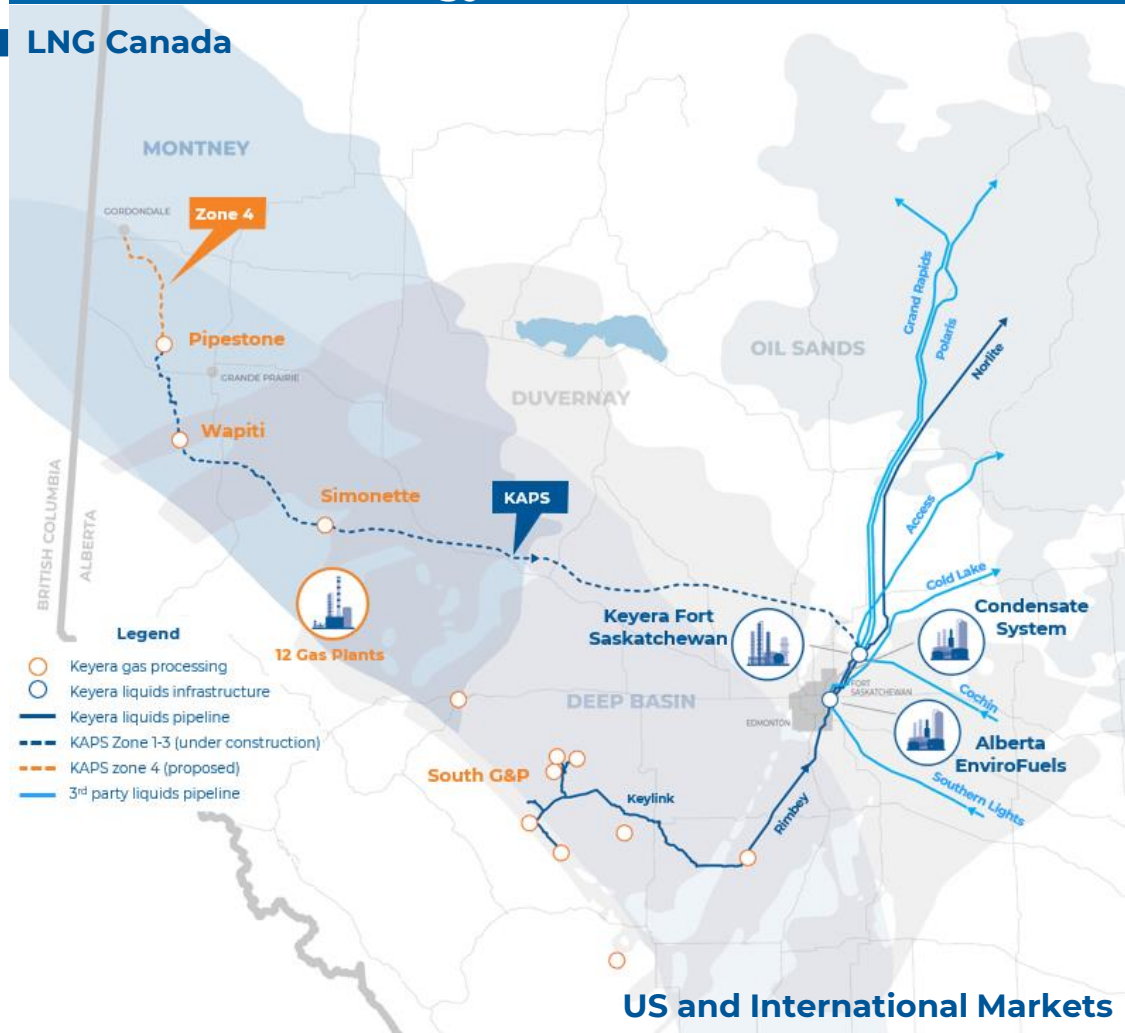 LNG Canada
MONTNEY
GORDONDALE
Zone 4
Pipestone
GRANDE PRAIRIE
Wapiti
Simonette
KAPS
DUVERNAY
OIL SANDS
Grand Rapids
Polaris
Norlite
Access
Cold Lake
BRITISH COLUMBIA
ALBERTA
12 Gas Plants
Keyera Fort
Saskatchewan
Condensate
System
FORT
SASKATCHEWAN
EDMONTON
Cochin
Alberta
EnviroFuels
Southern Lights
DEEP BASIN
South G&P
Keylink
Rimbey
Legend
Keyera gas processing
Keyera liquids infrastructure
Keyera liquids pipeline
KAPS Zone 1-3 (under construction)
KAPS zone 4 (proposed)
3rd party liquids pipeline
US and International Markets